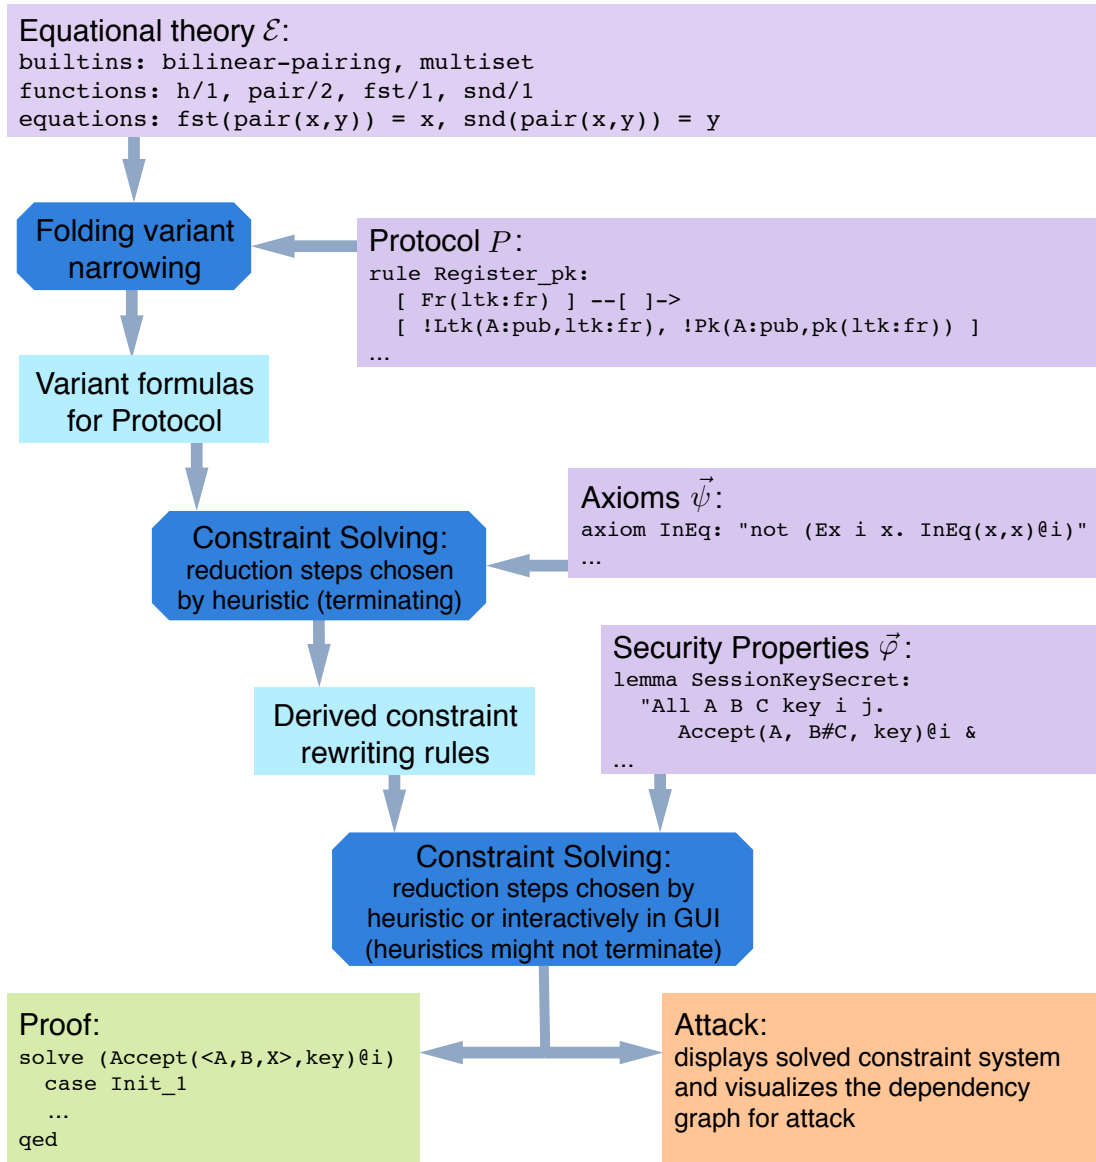 Equational theory ℰ:
builtins: bilinear-pairing, multiset
functions: h/1, pair/2, fst/1, snd/1
equations: fst(pair(x,y)) = x, snd(pair(x,y)) = y
Folding variant
narrowing
Protocol P:
rule Register_pk:
[ Fr(ltk:fr) ] --[ ]->
[ !Ltk(A:pub,ltk:fr), !Pk(A:pub,pk(ltk:fr)) ]
...
Variant formulas
for Protocol
Axioms ψ⃗:
axiom InEq: "not (Ex i x. InEq(x,x)@i)"
...
Constraint Solving:
reduction steps chosen
by heuristic (terminating)
Security Properties φ⃗:
lemma SessionKeySecret:
"All A B C key i j.
Accept(A, B#C, key)@i &
...
Derived constraint
rewriting rules
Constraint Solving:
reduction steps chosen by
heuristic or interactively in GUI
(heuristics might not terminate)
Proof:
solve (Accept(<A,B,X>,key)@i)
case Init_1
...
qed
Attack:
displays solved constraint system
and visualizes the dependency
graph for attack